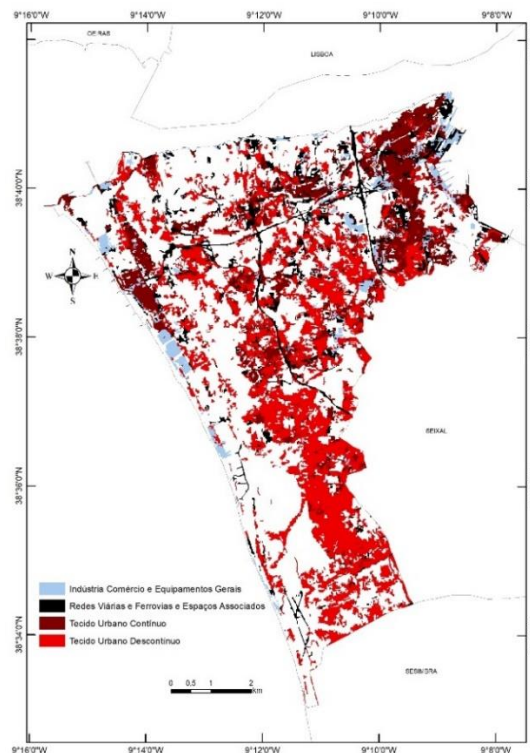 9°16'0"W 9°14'0"W 9°12'0"W 9°10'0"W 9°8'0"W
OEIRAS
LISBOA
38°40'0"N
N
W E
S
38°38'0"N
SEIXAL
38°36'0"N
Indústria Comércio e Equipamentos Gerais
Redes Viárias e Ferrovias e Espaços Associados
Tecido Urbano Contínuo
Tecido Urbano Descontínuo
38°34'0"N
SESIMBRA
0 0.5 1 2
km
9°16'0"W 9°14'0"W 9°12'0"W 9°10'0"W 9°8'0"W